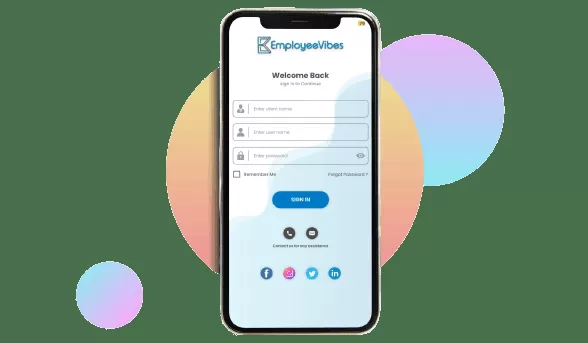 EmployeeVibes
Welcome Back
Sign in to Continue
Enter client name
Enter user name
Enter password
Remember Me Forgot Password ?
SIGN IN
Contact us for any assistance